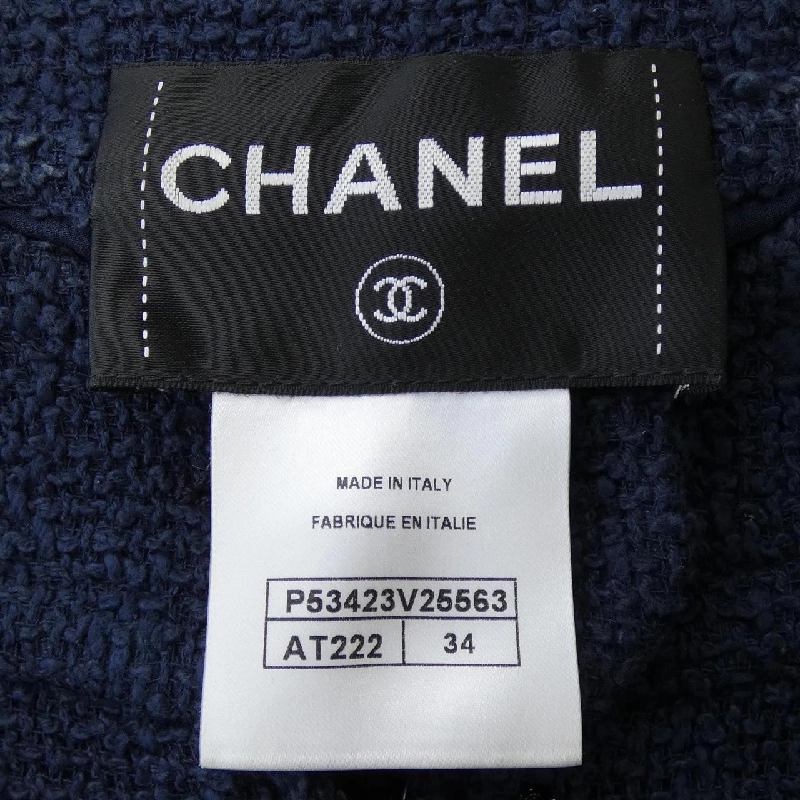 CHANEL
MADE IN ITALY
FABRIQUE EN ITALIE
P53423V25563
AT222 34